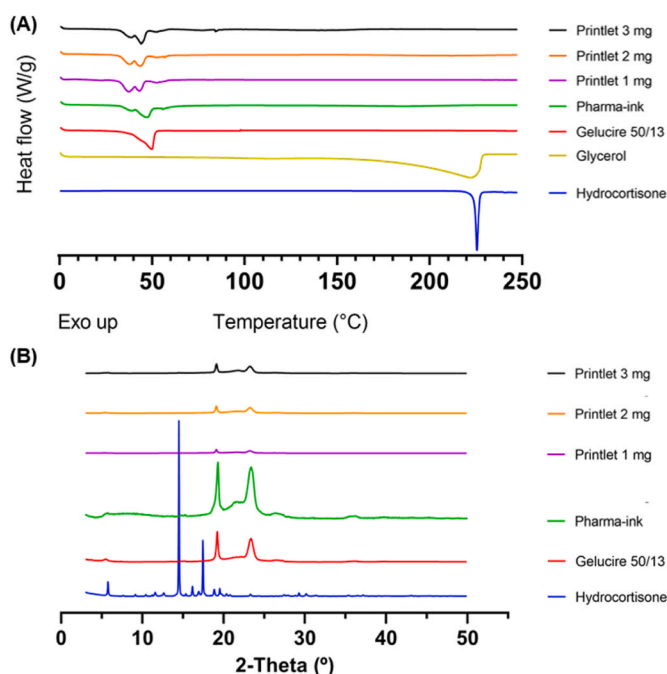 (A)
Heat flow (W/g)
Printlet 3 mg
Printlet 2 mg
Printlet 1 mg
Pharma-ink
Gelucire 50/13
Glycerol
Hydrocortisone
0 50 100 150 200 250
Exo up Temperature (°C)
(B)
Printlet 3 mg
Printlet 2 mg
Printlet 1 mg
Pharma-ink
Gelucire 50/13
Hydrocortisone
0 10 20 30 40 50
2-Theta (º)